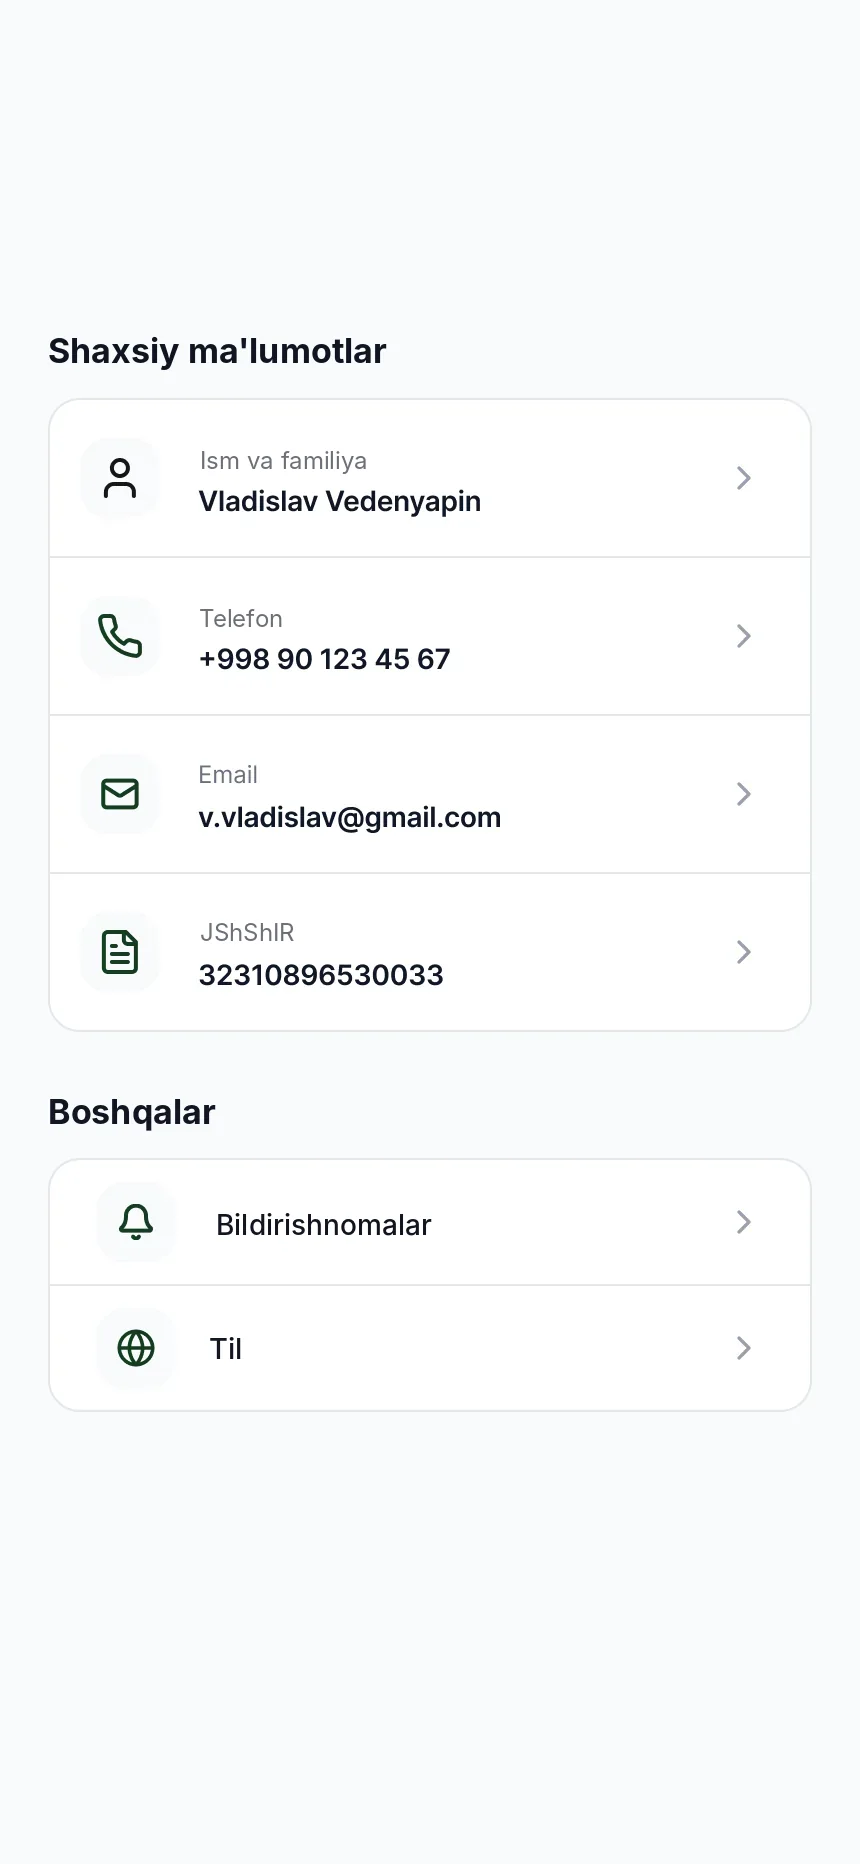 Shaxsiy ma'lumotlar
Ism va familiya
Vladislav Vedenyapin
Telefon
+998 90 123 45 67
Email
v.vladislav@gmail.com
JShShIR
32310896530033
Boshqalar
Bildirishnomalar
Til